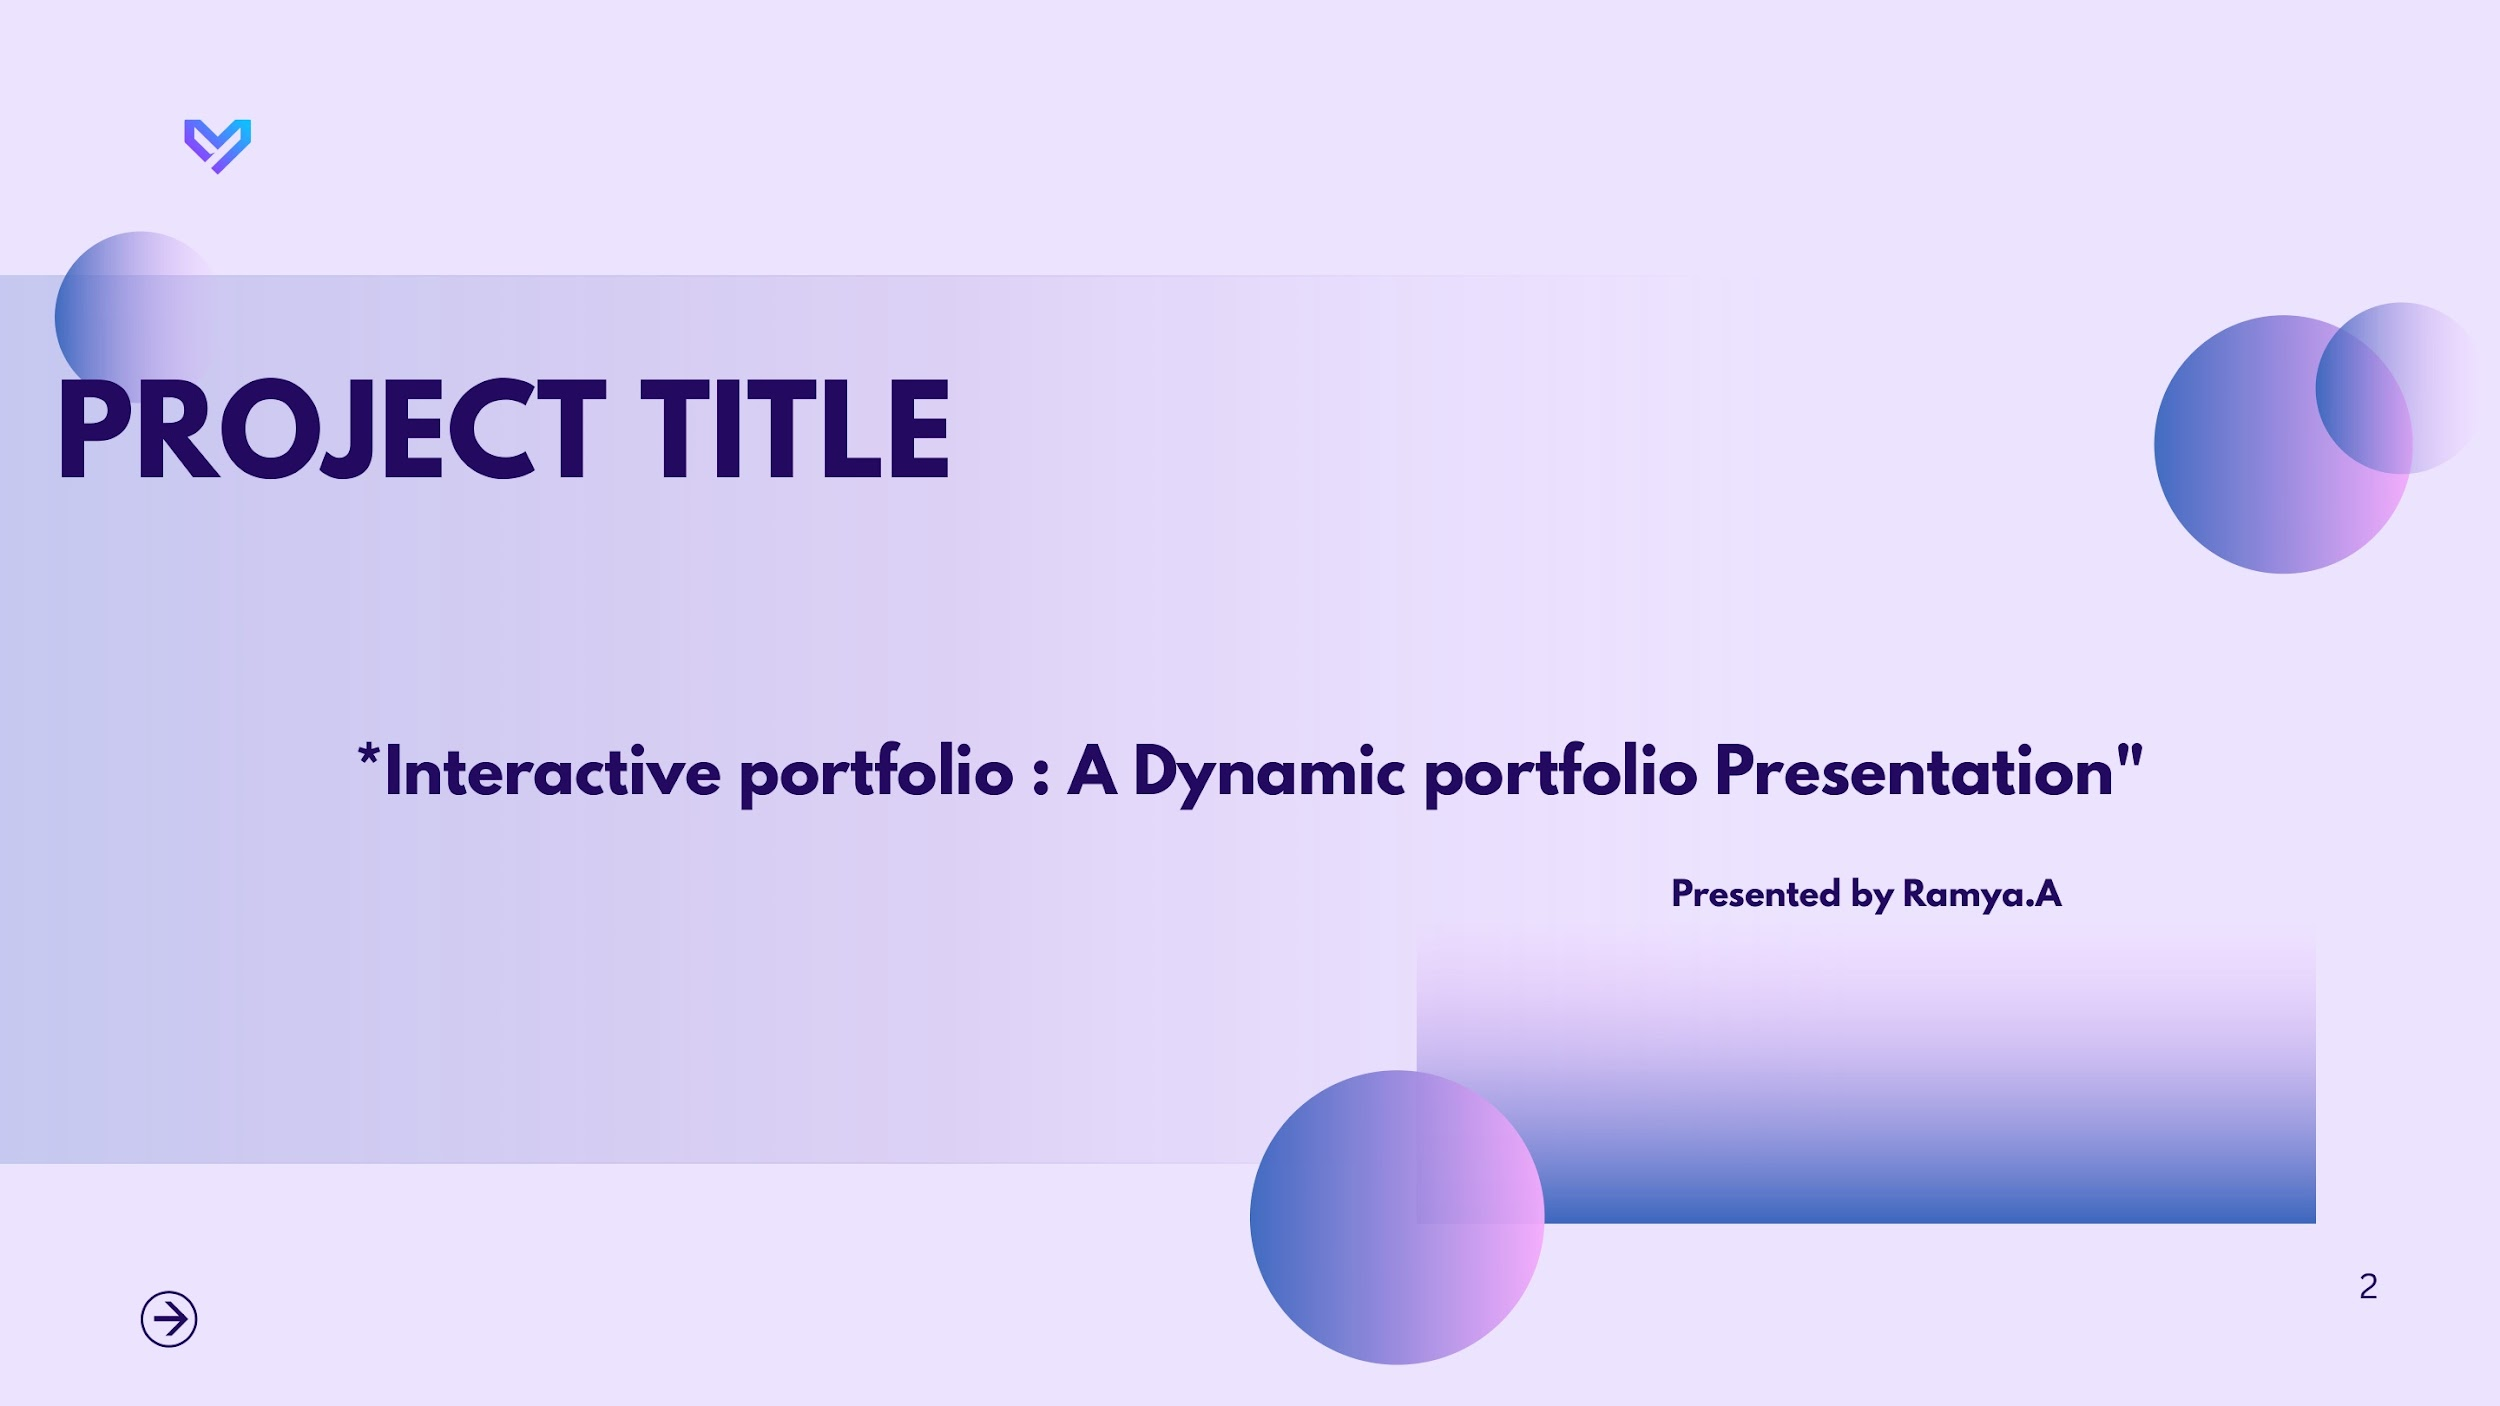 PROJECT TITLE
*Interactive portfolio : A Dynamic portfolio Presentation"
Presented by Ramya.A
2